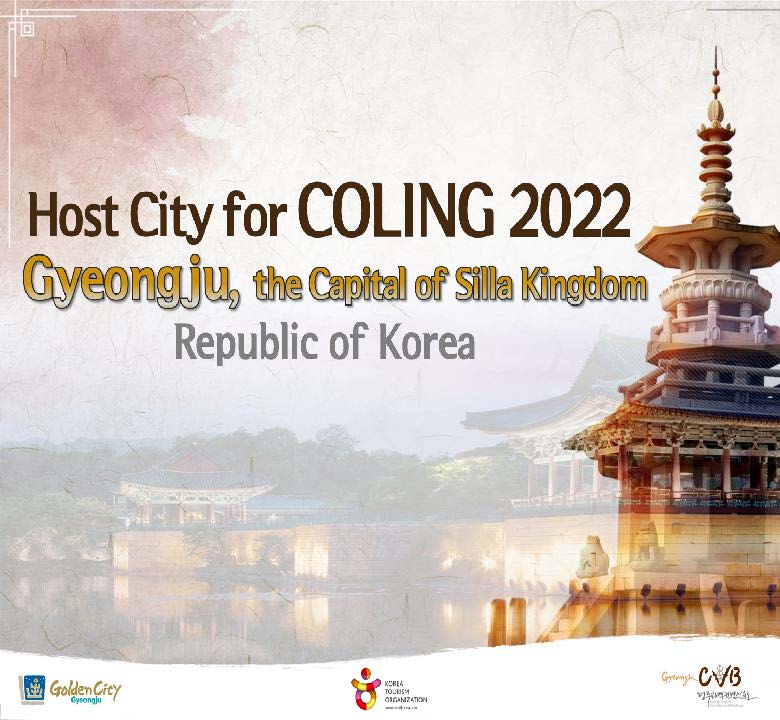 Host City for COLING 2022
Gyeongju, the Capital of Silla Kingdom
Republic of Korea
Golden City
Gyeongju
KOREA
TOURISM
ORGANIZATION
Gyeongju CVB